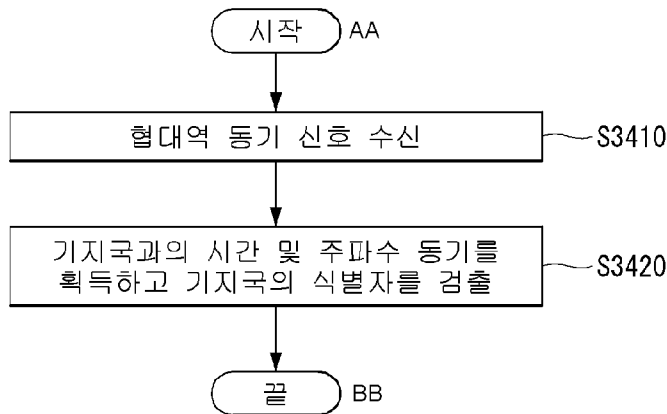 시작 AA
협대역 동기 신호 수신 S3410
기지국과의 시간 및 주파수 동기를
획득하고 기지국의 식별자를 검출 S3420
끝 BB